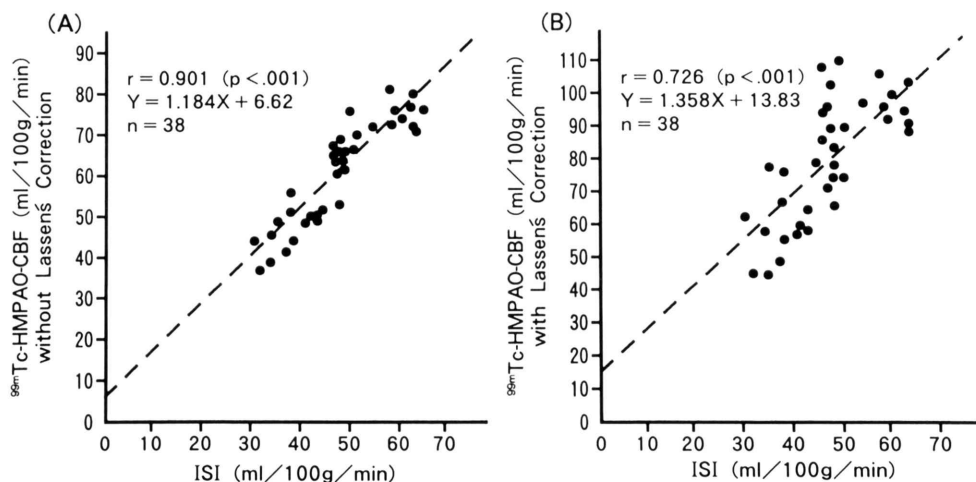 (A)
⁹⁹ᵐTc-HMPAO-CBF (ml/100g/min)
without Lassen's Correction
90
80
70
60
50
40
30
20
10
0
r = 0.901 (p <.001)
Y = 1.184X + 6.62
n = 38
0 10 20 30 40 50 60 70
ISI (ml/100g/min)
(B)
⁹⁹ᵐTc-HMPAO-CBF (ml/100g/min)
with Lassen's Correction
110
100
90
80
70
60
50
40
30
20
10
0
r = 0.726 (p <.001)
Y = 1.358X + 13.83
n = 38
0 10 20 30 40 50 60 70
ISI (ml/100g/min)